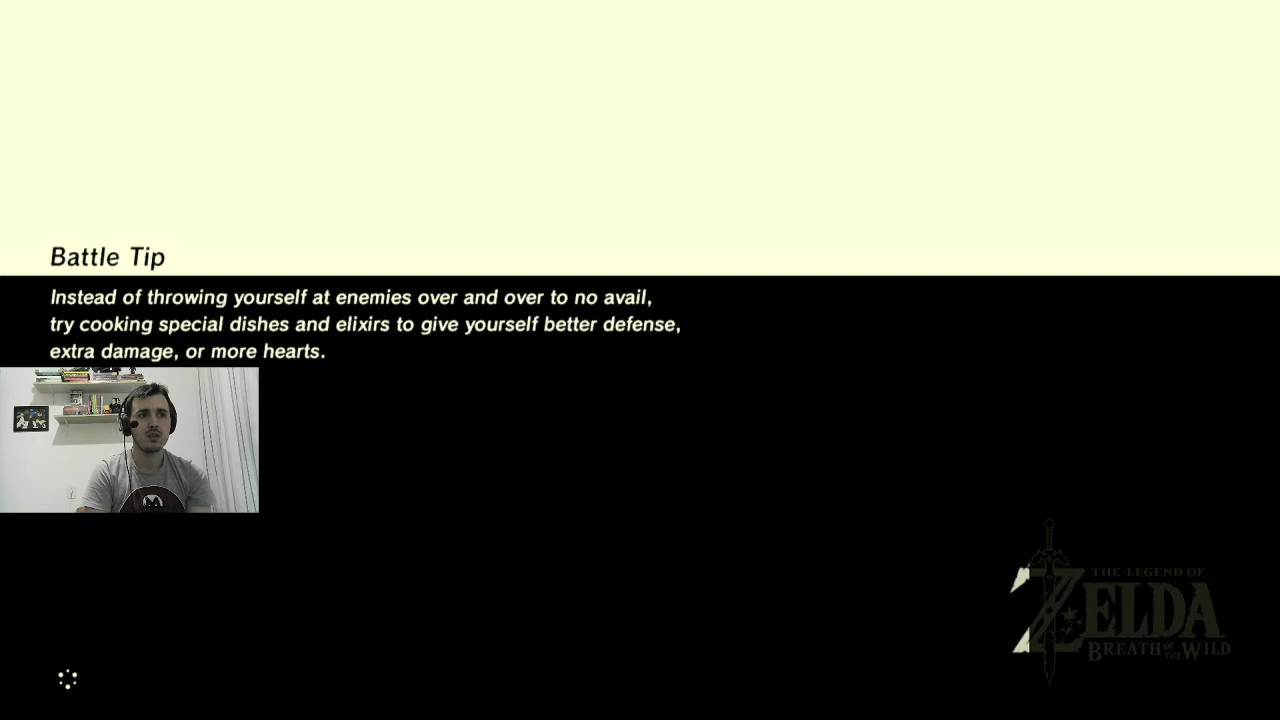 Battle Tip
Instead of throwing yourself at enemies over and over to no avail,
try cooking special dishes and elixirs to give yourself better defense,
extra damage, or more hearts.
THE LEGEND OF
ZELDA
BREATH OF THE WILD